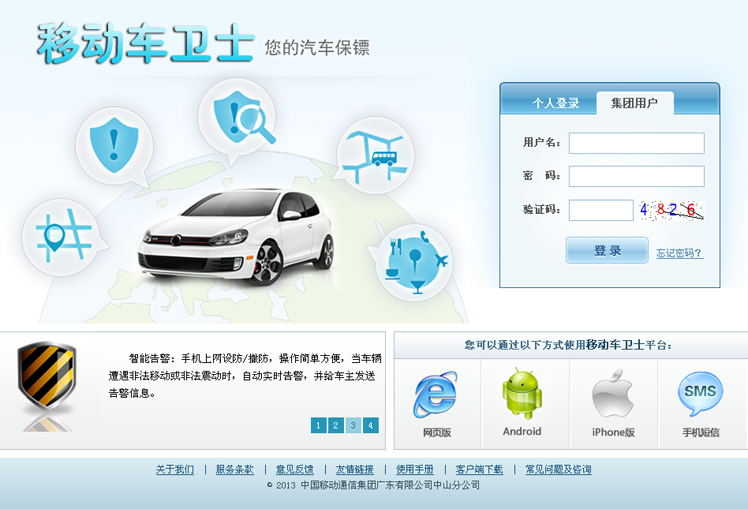 移动车卫士 您的汽车保镖
个人登录 集团用户
用户名：
密 码：
验证码： 4826
登 录 忘记密码？
智能告警：手机上网设防/撤防，操作简单方便，当车辆
遭遇非法移动或非法震动时，自动实时告警，并给车主发送
告警信息。
1 2 3 4
您可以通过以下方式使用移动车卫士平台：
SMS
网页版 Android iPhone版 手机短信
关于我们 | 服务条款 | 意见反馈 | 友情链接 | 使用手册 | 客户端下载 | 常见问题及咨询
© 2013 中国移动通信集团广东有限公司中山分公司